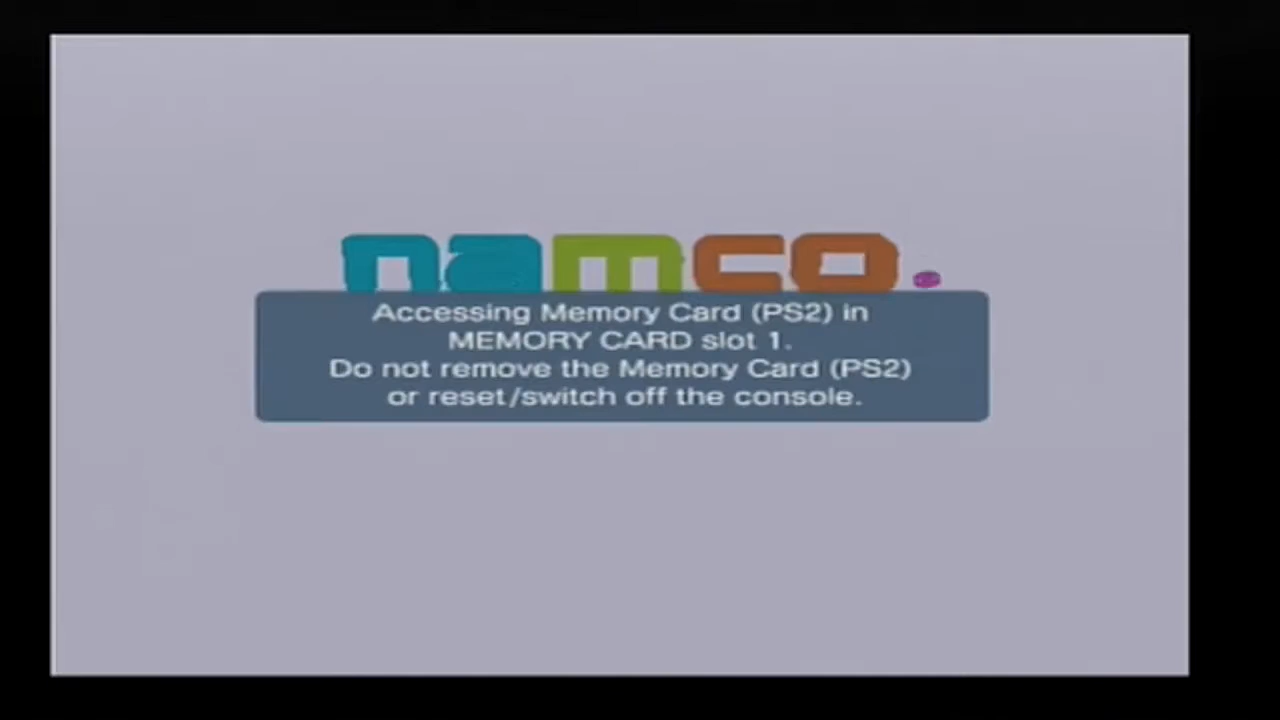 namco
Accessing Memory Card (PS2) in
MEMORY CARD slot 1.
Do not remove the Memory Card (PS2)
or reset/switch off the console.